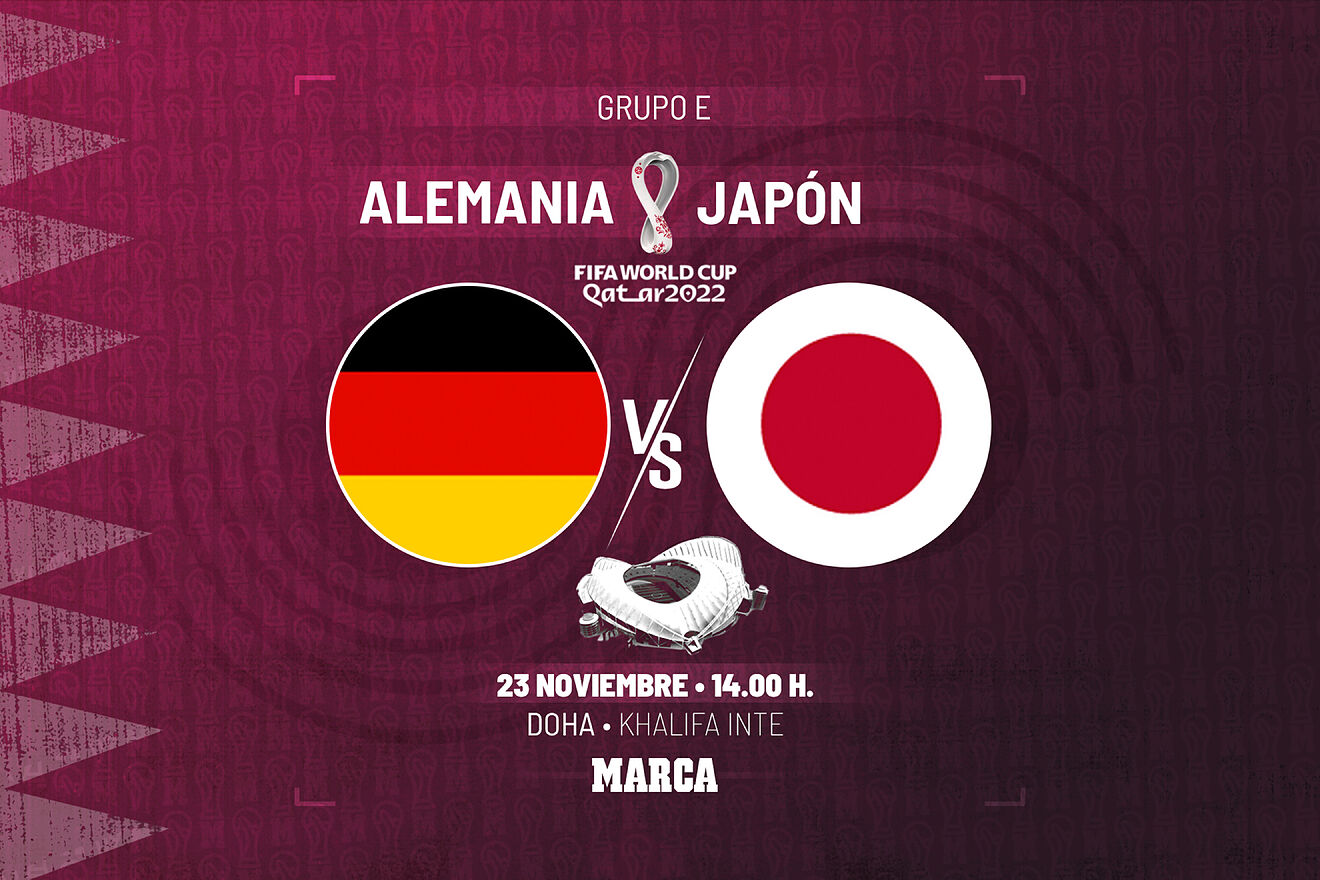 GRUPO E
ALEMANIA JAPÓN
FIFA WORLD CUP
Qatar2022
VS
23 NOVIEMBRE • 14.00 H.
DOHA • KHALIFA INTE
MARCA